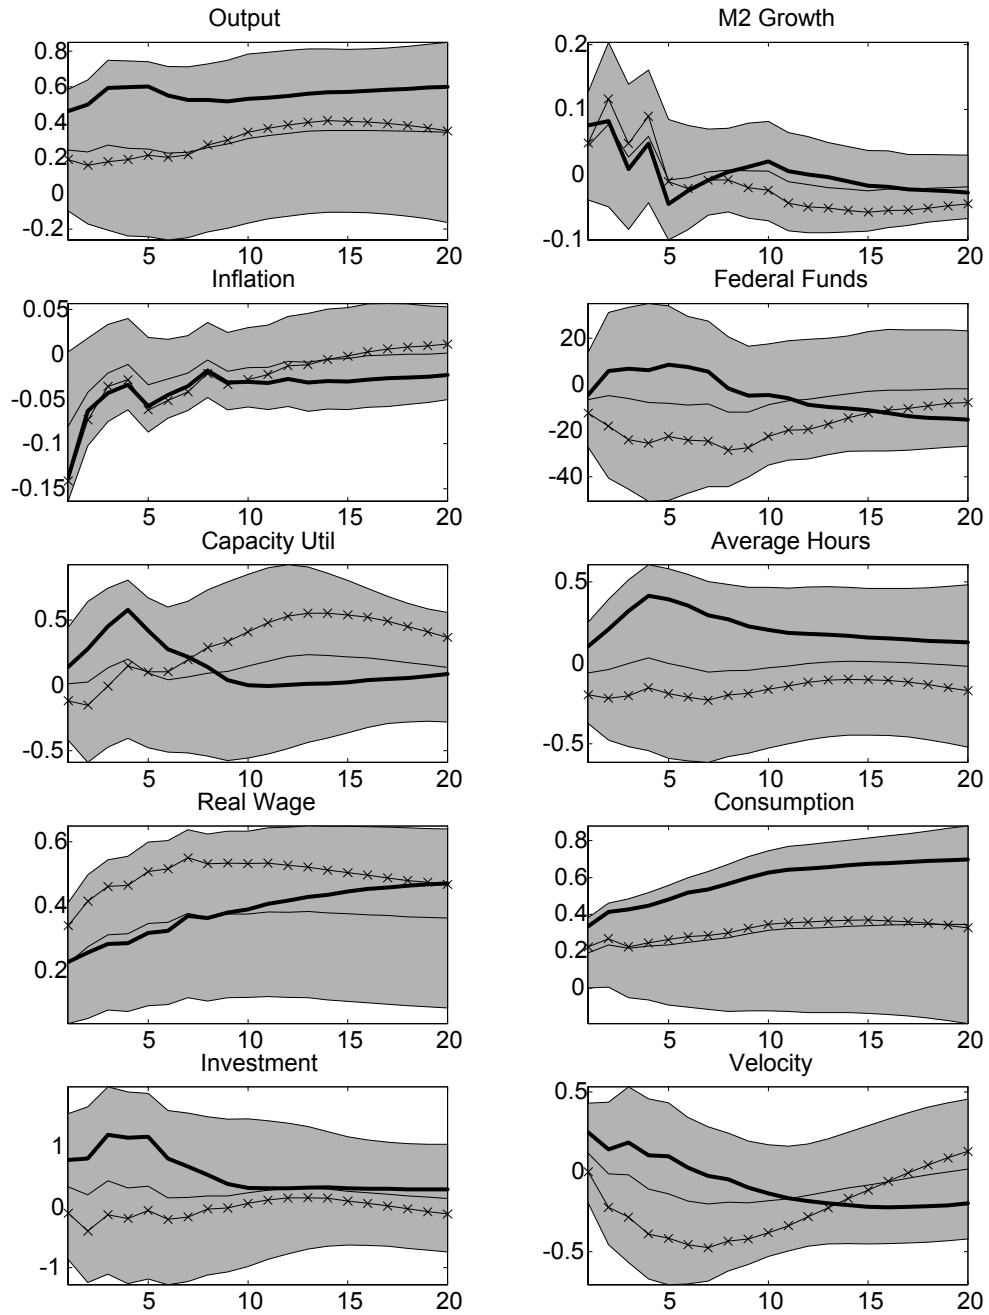 Output
0.8
0.6
0.4
0.2
0
-0.2
5 10 15 20
M2 Growth
0.2
0.1
0
-0.1
5 10 15 20
Inflation
0.05
0
-0.05
-0.1
-0.15
5 10 15 20
Federal Funds
20
0
-20
-40
5 10 15 20
Capacity Util
0.5
0
-0.5
5 10 15 20
Average Hours
0.5
0
-0.5
5 10 15 20
Real Wage
0.6
0.4
0.2
5 10 15 20
Consumption
0.8
0.6
0.4
0.2
0
5 10 15 20
Investment
1
0
-1
5 10 15 20
Velocity
0.5
0
-0.5
5 10 15 20